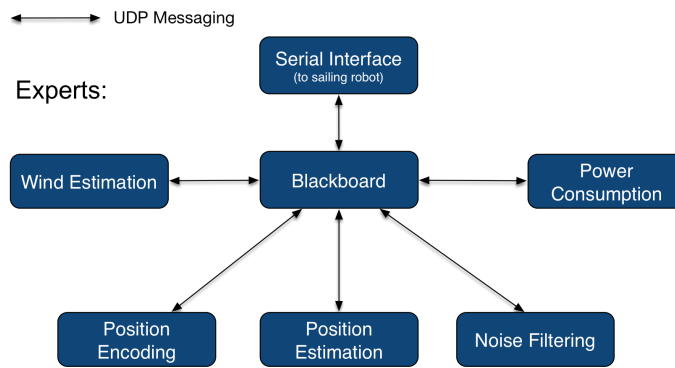 UDP Messaging
Serial Interface
(to sailing robot)
Experts:
Wind Estimation
Blackboard
Power
Consumption
Position
Encoding
Position
Estimation
Noise Filtering